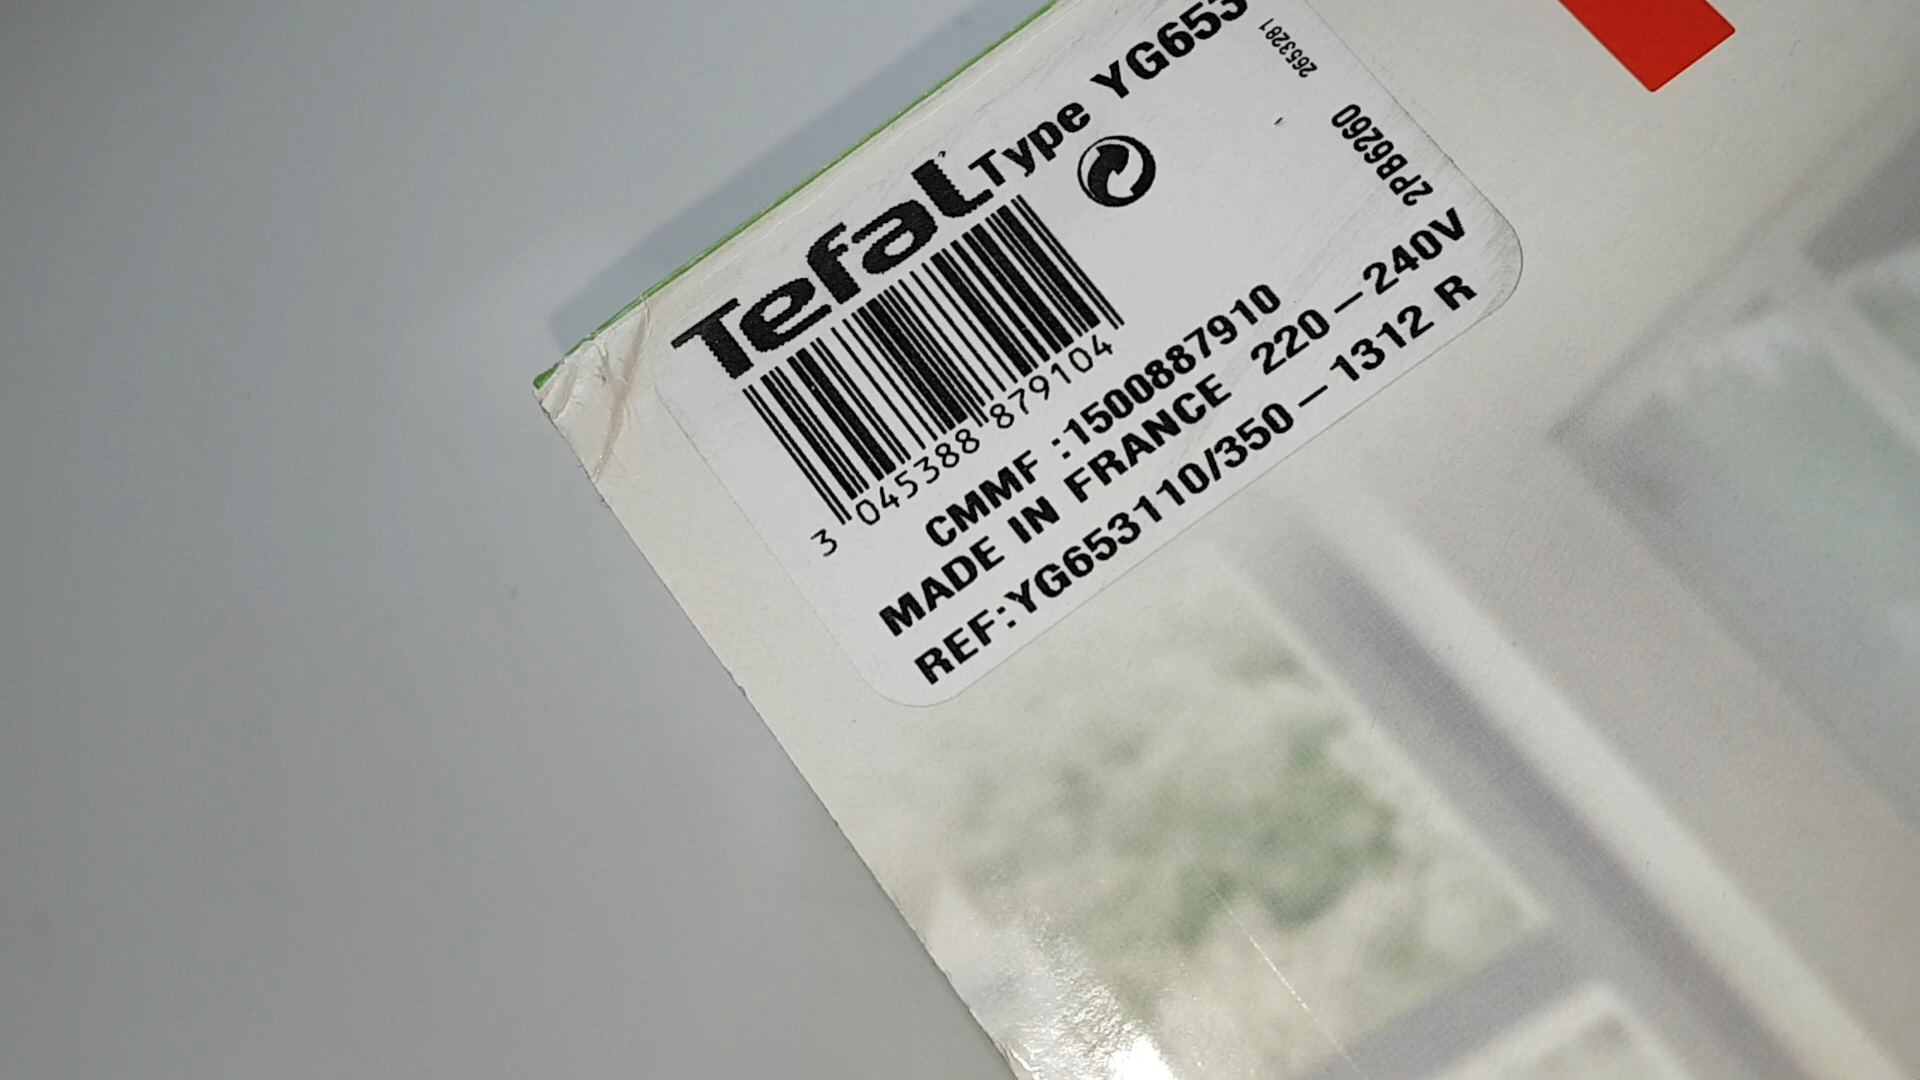 Tefal Type YG653
2653281
2PB6260
3 045388 879104
CMMF :1500887910
MADE IN FRANCE 220-240V
REF:YG653110/350-1312 R